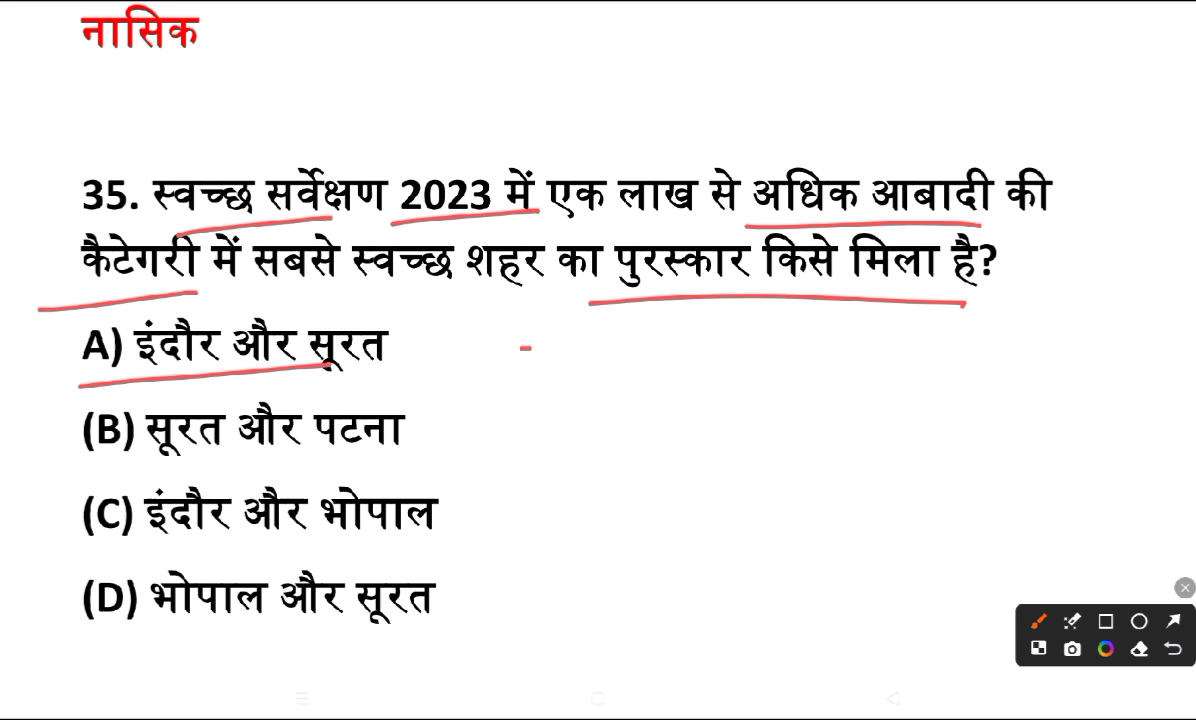 नासिक
35. स्वच्छ सर्वेक्षण 2023 में एक लाख से अधिक आबादी की
कैटेगरी में सबसे स्वच्छ शहर का पुरस्कार किसे मिला है?
A) इंदौर और सूरत
(B) सूरत और पटना
(C) इंदौर और भोपाल
(D) भोपाल और सूरत